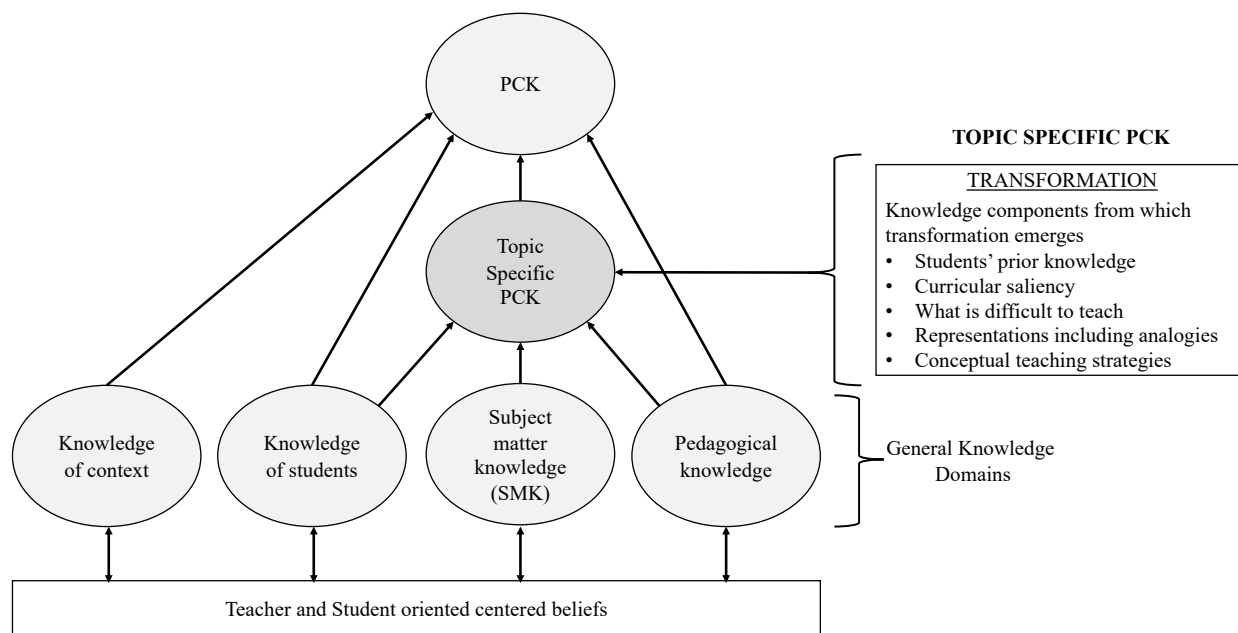 PCK
TOPIC SPECIFIC PCK
TRANSFORMATION
Knowledge components from which
transformation emerges
• Students’ prior knowledge
• Curricular saliency
• What is difficult to teach
• Representations including analogies
• Conceptual teaching strategies
Topic
Specific
PCK
Knowledge
of context
Knowledge
of students
Subject
matter
knowledge
(SMK)
Pedagogical
knowledge
General Knowledge
Domains
Teacher and Student oriented centered beliefs